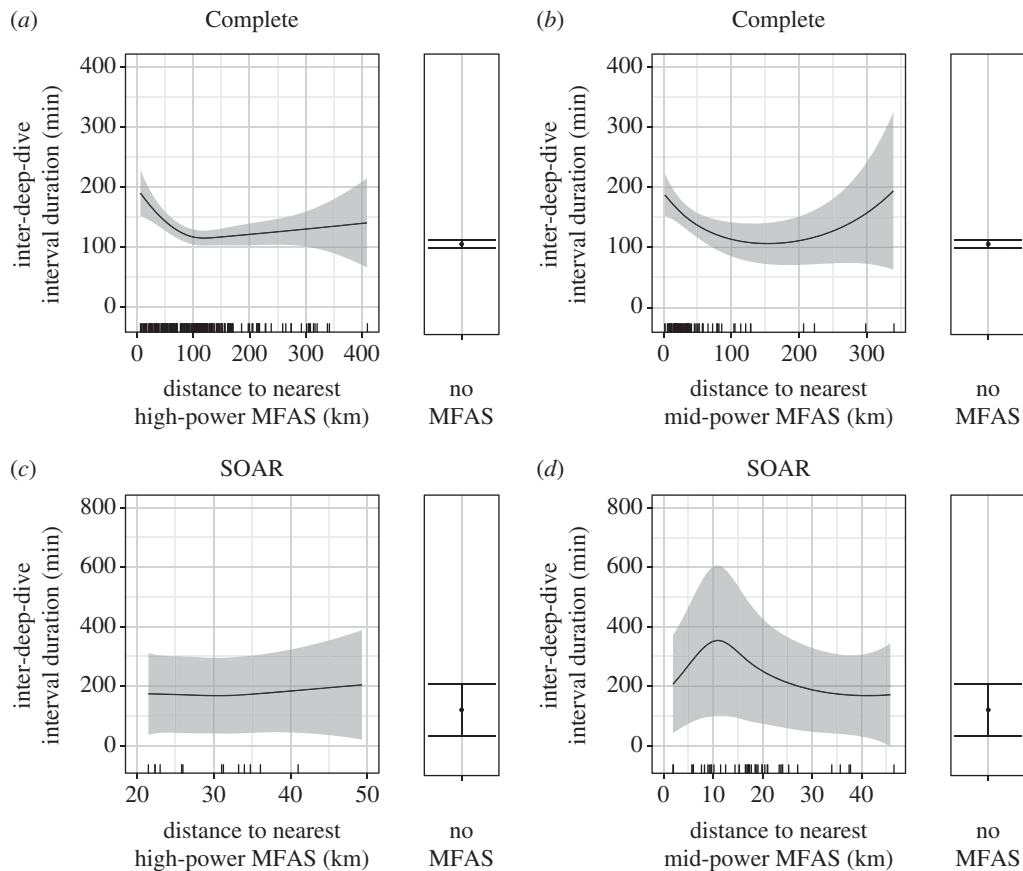 (a) Complete
400
300
200
100
0
inter-deep-dive
interval duration (min)
0 100 200 300 400
distance to nearest
high-power MFAS (km)
no
MFAS
(b) Complete
400
300
200
100
0
inter-deep-dive
interval duration (min)
0 100 200 300
distance to nearest
mid-power MFAS (km)
no
MFAS
(c) SOAR
800
600
400
200
0
inter-deep-dive
interval duration (min)
20 30 40 50
distance to nearest
high-power MFAS (km)
no
MFAS
(d) SOAR
800
600
400
200
0
inter-deep-dive
interval duration (min)
0 10 20 30 40
distance to nearest
mid-power MFAS (km)
no
MFAS